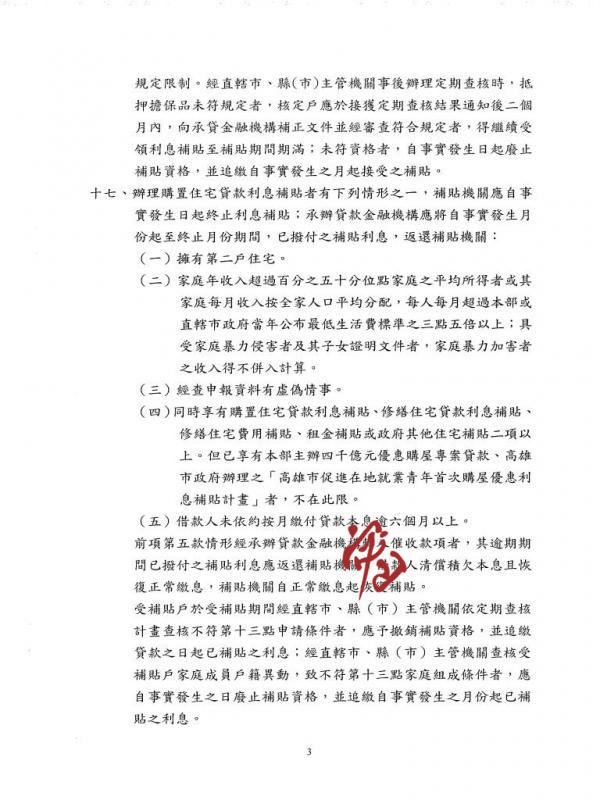 規定限制。經直轄市、縣(市)主管機關事後辦理定期查核時，抵
押擔保品未符規定者，核定戶應於接獲定期查核結果通知後二個
月內，向承貸金融機構補正文件並經審查符合規定者，得繼續受
領利息補貼至補貼期間期滿；未符資格者，自事實發生日起廢止
補貼資格，並追繳自事實發生之月起接受之補貼。
十七、辦理購置住宅貸款利息補貼者有下列情形之一，補貼機關應自事
實發生日起終止利息補貼；承辦貸款金融機構應將自事實發生月
份起至終止月份期間，已撥付之補貼利息，返還補貼機關：
（一）擁有第二戶住宅。
（二）家庭年收入超過百分之五十分位點家庭之平均所得者或其
家庭每月收入按全家人口平均分配，每人每月超過本部或
直轄市政府當年公布最低生活費標準之三點五倍以上；具
受家庭暴力侵害者及其子女證明文件者，家庭暴力加害者
之收入得不併入計算。
（三）經查申報資料有虛偽情事。
（四）同時享有購置住宅貸款利息補貼、修繕住宅貸款利息補貼、
修繕住宅費用補貼、租金補貼或政府其他住宅補貼二項以
上。但已享有本部主辦四千億元優惠購屋專案貸款、高雄
市政府辦理之「高雄市促進在地就業青年首次購屋優惠利
息補貼計畫」者，不在此限。
（五）借款人未依約按月繳付貸款本息逾六個月以上。
前項第五款情形經承辦貸款金融機構轉入催收款項者，其逾期期
間已撥付之補貼利息應返還補貼機關，借款人清償積欠本息且恢
復正常繳息，補貼機關自正常繳息起恢復補貼。
受補貼戶於受補貼期間經直轄市、縣（市）主管機關依定期查核
計畫查核不符第十三點申請條件者，應予撤銷補貼資格，並追繳
貸款之日起已補貼之利息；經直轄市、縣（市）主管機關查核受
補貼戶家庭成員戶籍異動，致不符第十三點家庭組成條件者，應
自事實發生之日廢止補貼資格，並追繳自事實發生之月份起已補
貼之利息。
3